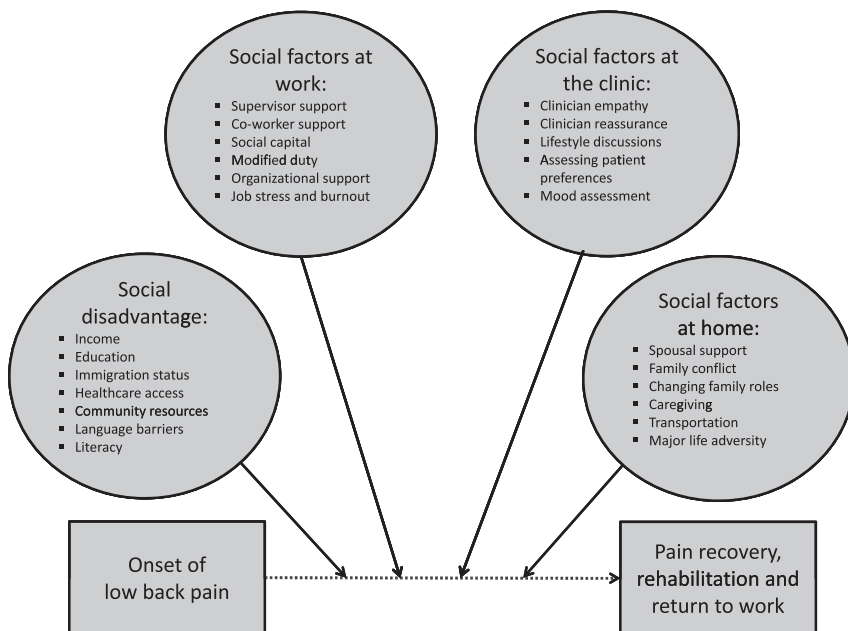 Social factors at
work:
▪ Supervisor support
▪ Co-worker support
▪ Social capital
▪ Modified duty
▪ Organizational support
▪ Job stress and burnout
Social factors at
the clinic:
▪ Clinician empathy
▪ Clinician reassurance
▪ Lifestyle discussions
▪ Assessing patient
preferences
▪ Mood assessment
Social
disadvantage:
▪ Income
▪ Education
▪ Immigration status
▪ Healthcare access
▪ Community resources
▪ Language barriers
▪ Literacy
Social factors
at home:
▪ Spousal support
▪ Family conflict
▪ Changing family roles
▪ Caregiving
▪ Transportation
▪ Major life adversity
Onset of
low back pain
Pain recovery,
rehabilitation and
return to work